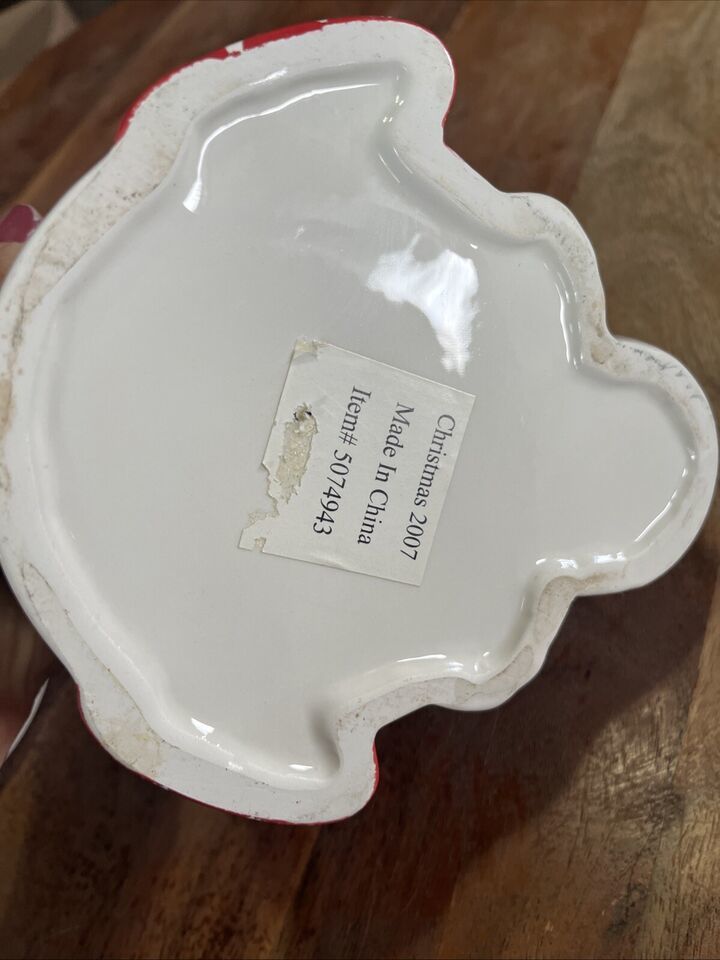 Christmas 2007
Made In China
Item# 5074943